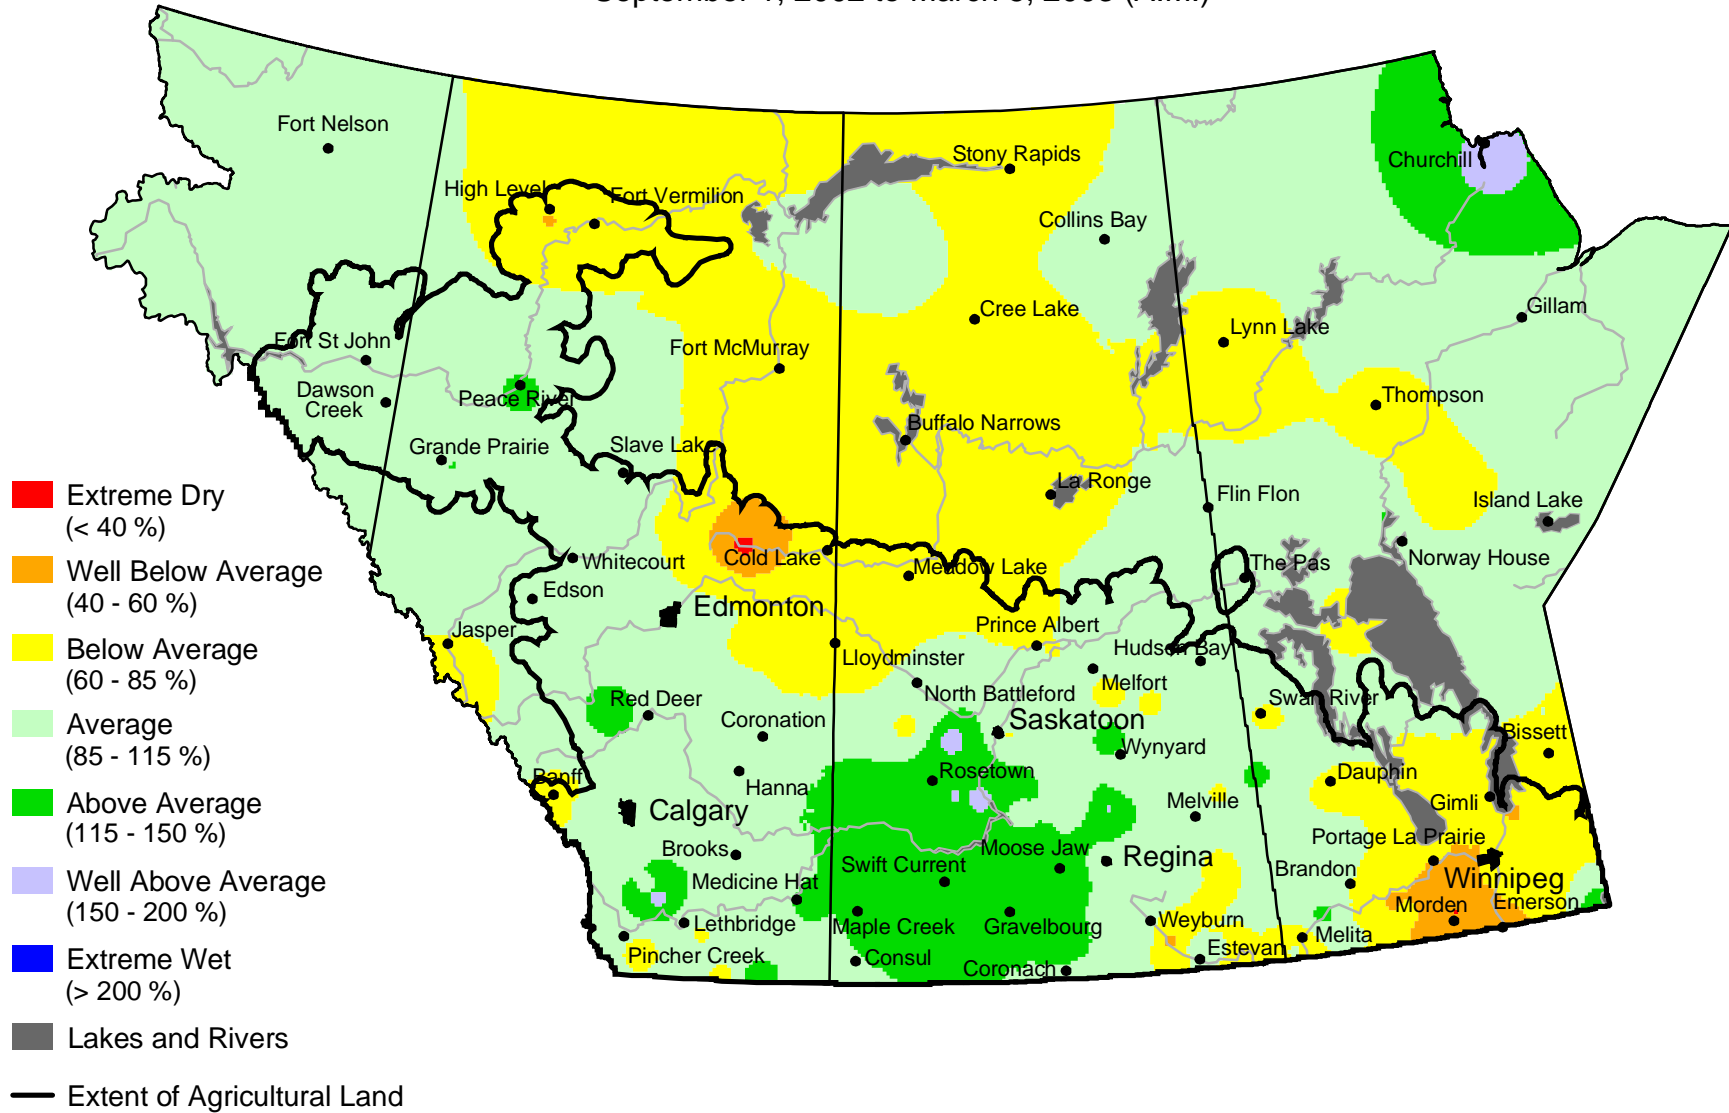 Fort Nelson
Stony Rapids
Churchill
High Level
Fort Vermilion
Collins Bay
Cree Lake
Gillam
Lynn Lake
Fort St John
Fort McMurray
Dawson
Creek
Peace River
Thompson
Buffalo Narrows
Grande Prairie
Slave Lake
La Ronge
Flin Flon
Island Lake
Whitecourt
Cold Lake
Meadow Lake
The Pas
Norway House
Edson
Edmonton
Jasper
Prince Albert
Hudson Bay
Lloydminster
Melfort
North Battleford
Red Deer
Swan River
Coronation
Saskatoon
Wynyard
Bissett
Banff
Hanna
Rosetown
Dauphin
Calgary
Melville
Gimli
Brooks
Moose Jaw
Regina
Portage La Prairie
Swift Current
Brandon
Medicine Hat
Winnipeg
Lethbridge
Maple Creek
Gravelbourg
Weyburn
Morden
Emerson
Pincher Creek
Consul
Coronach
Estevan
Melita
Extreme Dry
(< 40 %)
Well Below Average
(40 - 60 %)
Below Average
(60 - 85 %)
Average
(85 - 115 %)
Above Average
(115 - 150 %)
Well Above Average
(150 - 200 %)
Extreme Wet
(> 200 %)
Lakes and Rivers
Extent of Agricultural Land